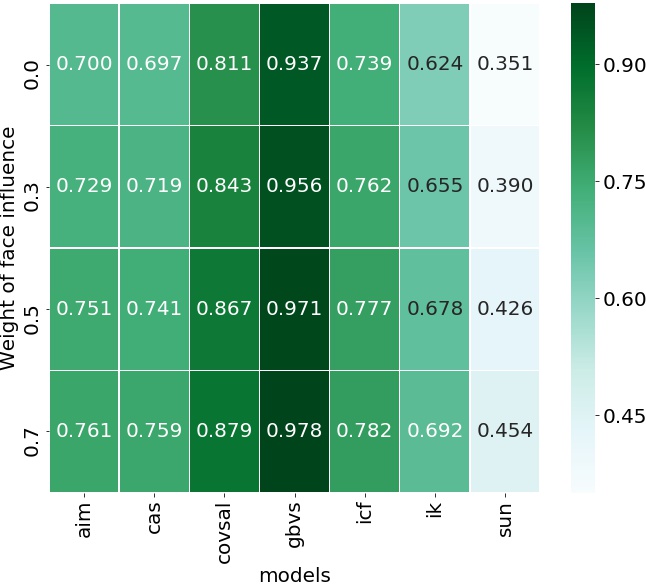 0.0 0.700 0.697 0.811 0.937 0.739 0.624 0.351
0.3 0.729 0.719 0.843 0.956 0.762 0.655 0.390
0.5 0.751 0.741 0.867 0.971 0.777 0.678 0.426
0.7 0.761 0.759 0.879 0.978 0.782 0.692 0.454
aim cas covsal gbvs icf ik sun
models
Weight of face influence
0.90
0.75
0.60
0.45